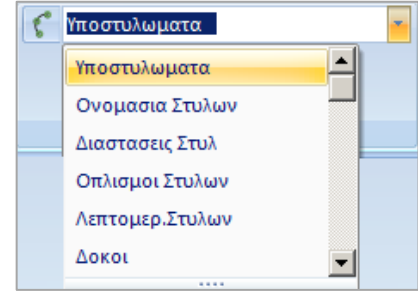 Υποστυλωματα
Υποστυλωματα
Ονομασια Στυλων
Διαστασεις Στυλ
Οπλισμοι Στυλων
Λεπτομερ.Στυλων
Δοκοι